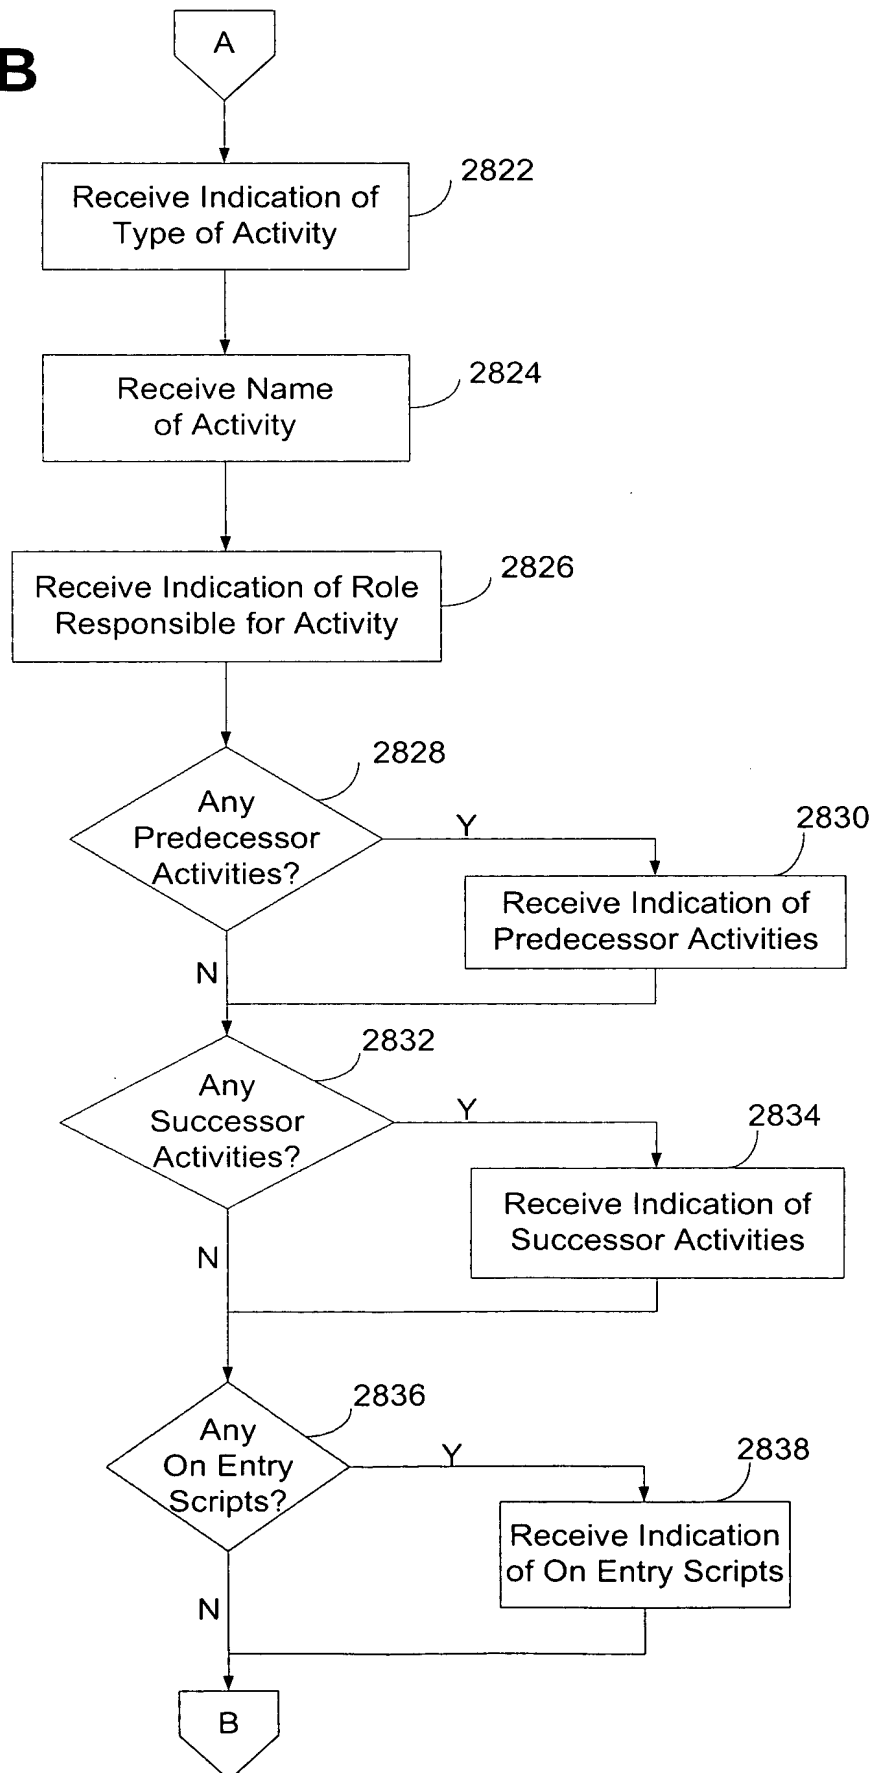 B
A
2822
Receive Indication of
Type of Activity
2824
Receive Name
of Activity
2826
Receive Indication of Role
Responsible for Activity
2828
Any
Predecessor
Activities?
Y
2830
Receive Indication of
Predecessor Activities
N
2832
Any
Successor
Activities?
Y
2834
Receive Indication of
Successor Activities
N
2836
Any
On Entry
Scripts?
Y
2838
Receive Indication
of On Entry Scripts
N
B